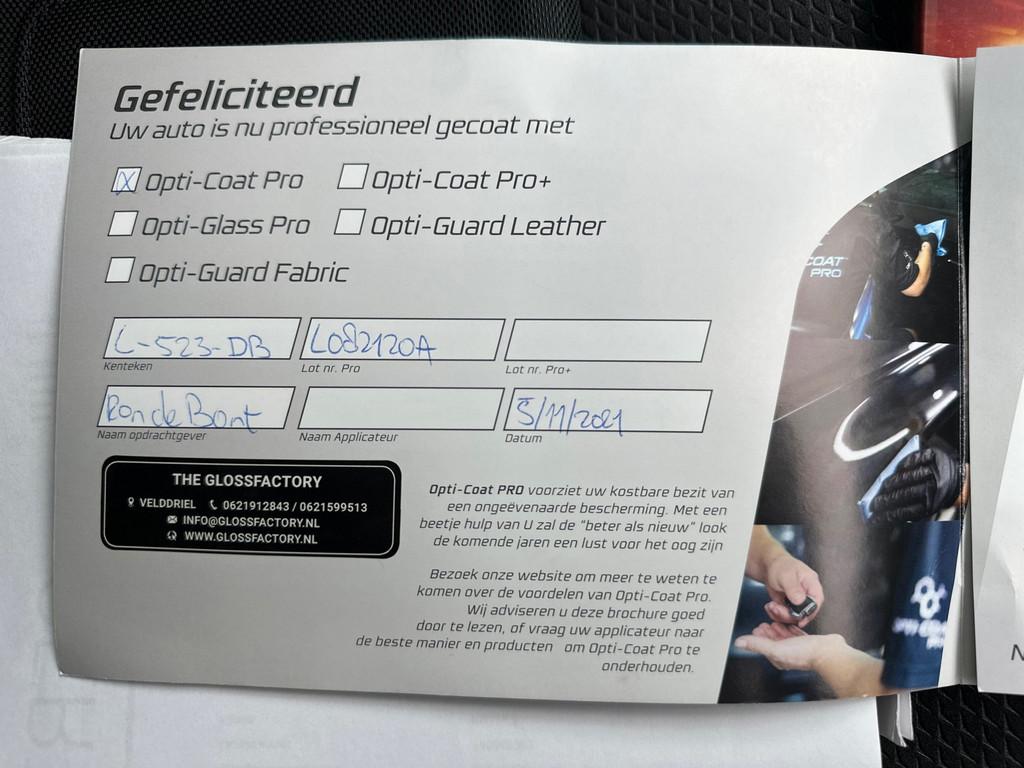 Gefeliciteerd
Uw auto is nu professioneel gecoat met
X Opti-Coat Pro
Opti-Coat Pro+
Opti-Glass Pro
Opti-Guard Leather
Opti-Guard Fabric
L-523-DB
L082120A
Kenteken
Lot nr. Pro
Lot nr. Pro+
Ron de Bont
5/11/2021
Naam opdrachtgever
Naam Applicateur
Datum
THE GLOSSFACTORY
VELDDRIEL 0621912843 / 0621599513
INFO@GLOSSFACTORY.NL
WWW.GLOSSFACTORY.NL
Opti-Coat PRO voorziet uw kostbare bezit van
een ongeëvenaarde bescherming. Met een
beetje hulp van U zal de "beter als nieuw" look
de komende jaren een lust voor het oog zijn
Bezoek onze website om meer te weten te
komen over de voordelen van Opti-Coat Pro.
Wij adviseren u deze brochure goed
door te lezen, of vraag uw applicateur naar
de beste manier en producten om Opti-Coat Pro te
onderhouden.
COAT
PRO